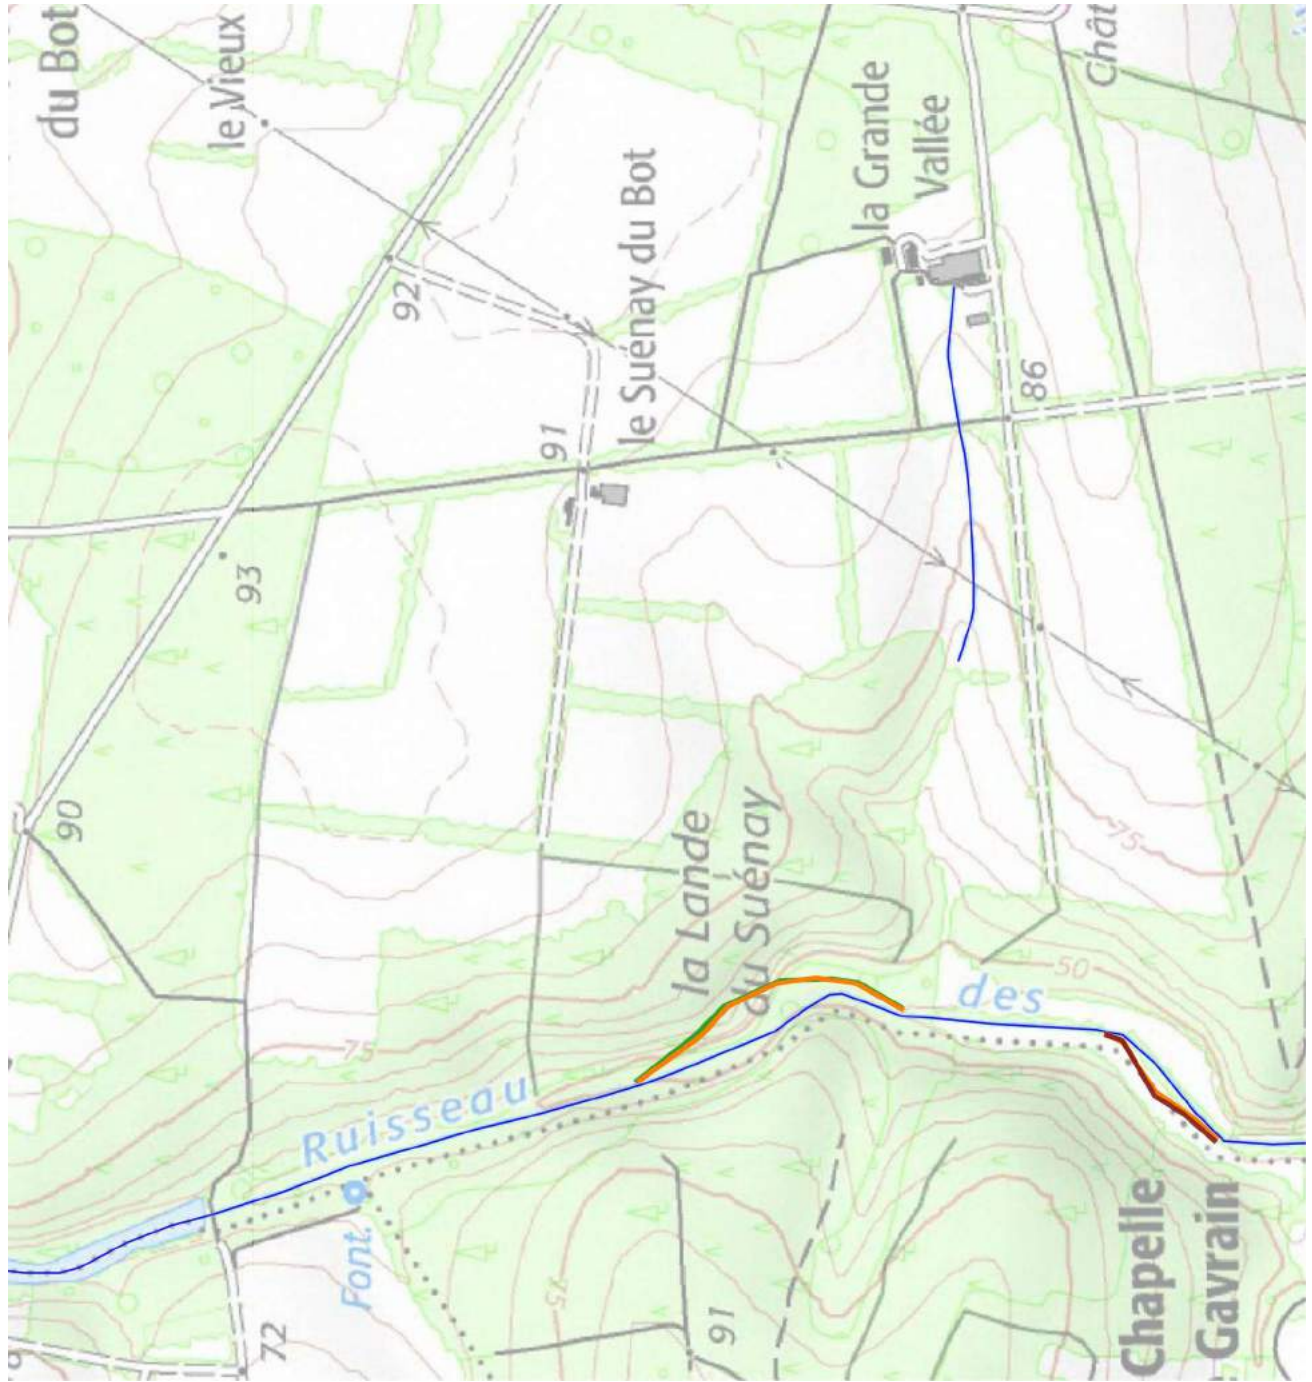 du Bot
le Vieux
92
le Suénay du Bot
91
la Grande
Vallée
Chât
86
93
90
la Lande
du Suénay
75
75
50
des
Ruisseau
Font.
72
91
75
Chapelle
Gavrain